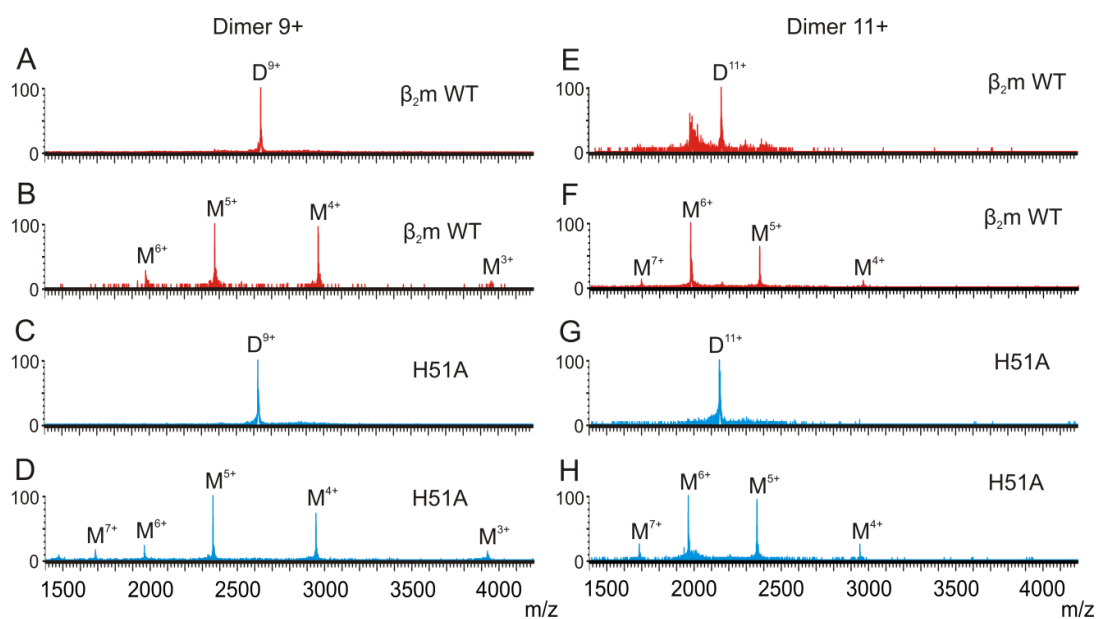 Dimer 9+
Dimer 11+
A
D⁹⁺
β₂m WT
100
0
B
M⁶⁺
M⁵⁺
M⁴⁺
M³⁺
β₂m WT
100
0
C
D⁹⁺
H51A
100
0
D
M⁷⁺
M⁶⁺
M⁵⁺
M⁴⁺
M³⁺
H51A
100
0
1500 2000 2500 3000 3500 4000
m/z
E
D¹¹⁺
β₂m WT
100
0
F
M⁷⁺
M⁶⁺
M⁵⁺
M⁴⁺
β₂m WT
100
0
G
D¹¹⁺
H51A
100
0
H
M⁷⁺
M⁶⁺
M⁵⁺
M⁴⁺
H51A
100
0
1500 2000 2500 3000 3500 4000
m/z